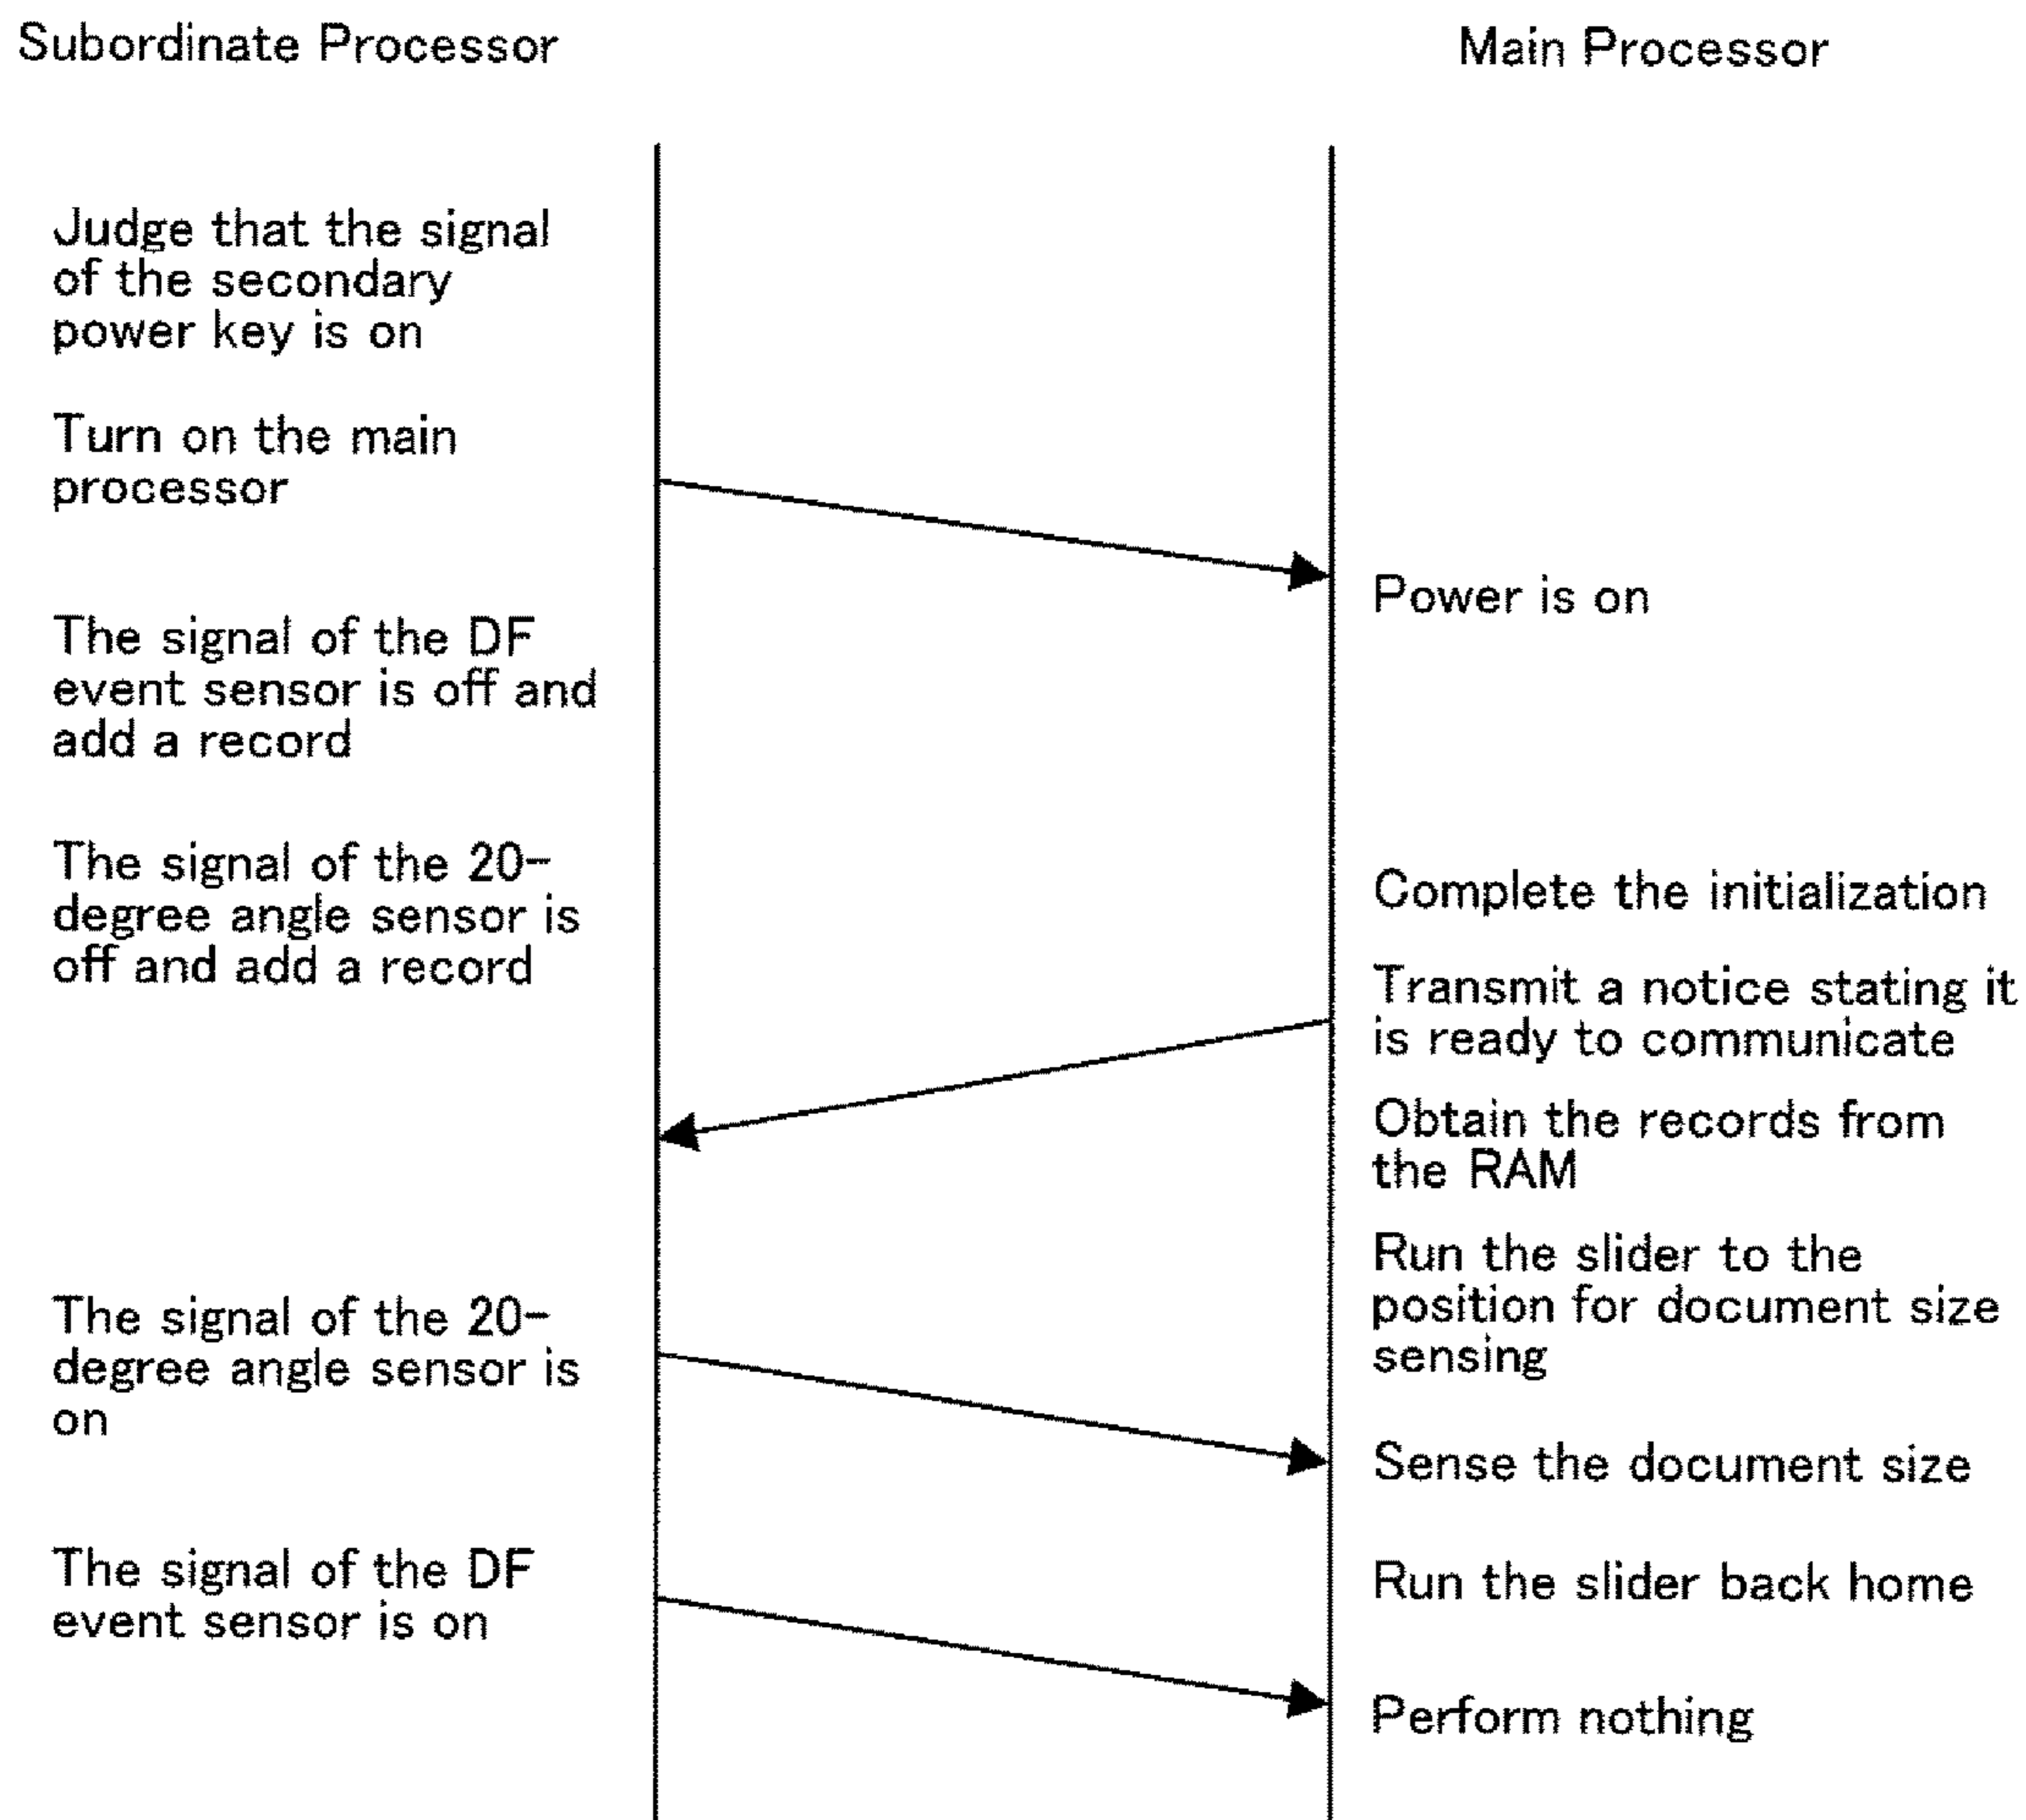 Subordinate Processor
Main Processor
Judge that the signal
of the secondary
power key is on
Turn on the main
processor
Power is on
The signal of the DF
event sensor is off and
add a record
The signal of the 20-
degree angle sensor is
off and add a record
Complete the initialization
Transmit a notice stating it
is ready to communicate
Obtain the records from
the RAM
Run the slider to the
position for document size
sensing
The signal of the 20-
degree angle sensor is
on
Sense the document size
The signal of the DF
event sensor is on
Run the slider back home
Perform nothing